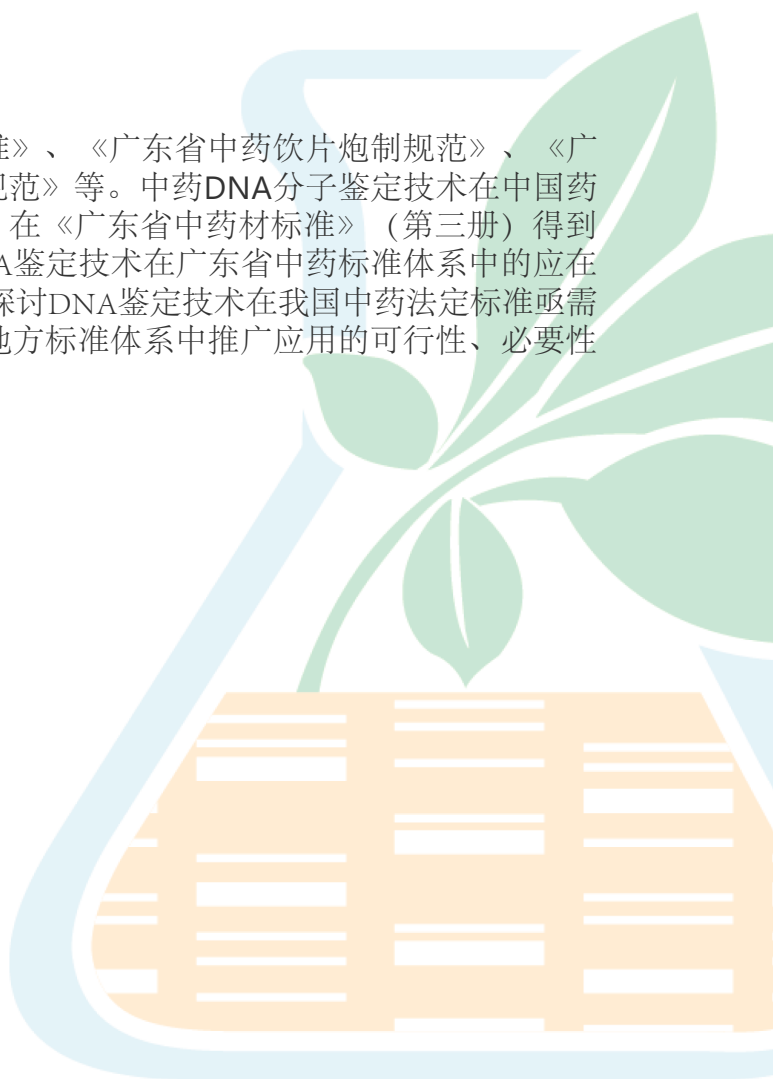 准》、《广东省中药饮片炮制规范》、《广
规范》等。中药DNA分子鉴定技术在中国药
在《广东省中药材标准》（第三册）得到
A鉴定技术在广东省中药标准体系中的应在
探讨DNA鉴定技术在我国中药法定标准亟需
地方标准体系中推广应用的可行性、必要性